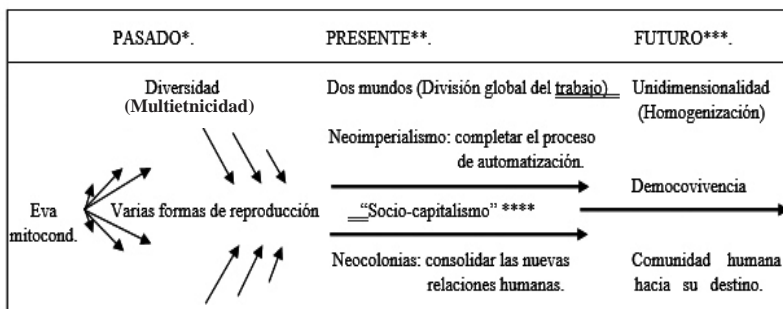 PASADO*. PRESENTE**. FUTURO***.
Diversidad Dos mundos (División global del trabajo) Unidimensionalidad
(Multietnicidad) (Homogenización)
Neoimperialismo: completar el proceso
de automatización.
Democovivencia
Eva Varias formas de reproducción "Socio-capitalismo" ****
mitocond.
Neocolonias: consolidar las nuevas Comunidad humana
relaciones humanas. hacia su destino.